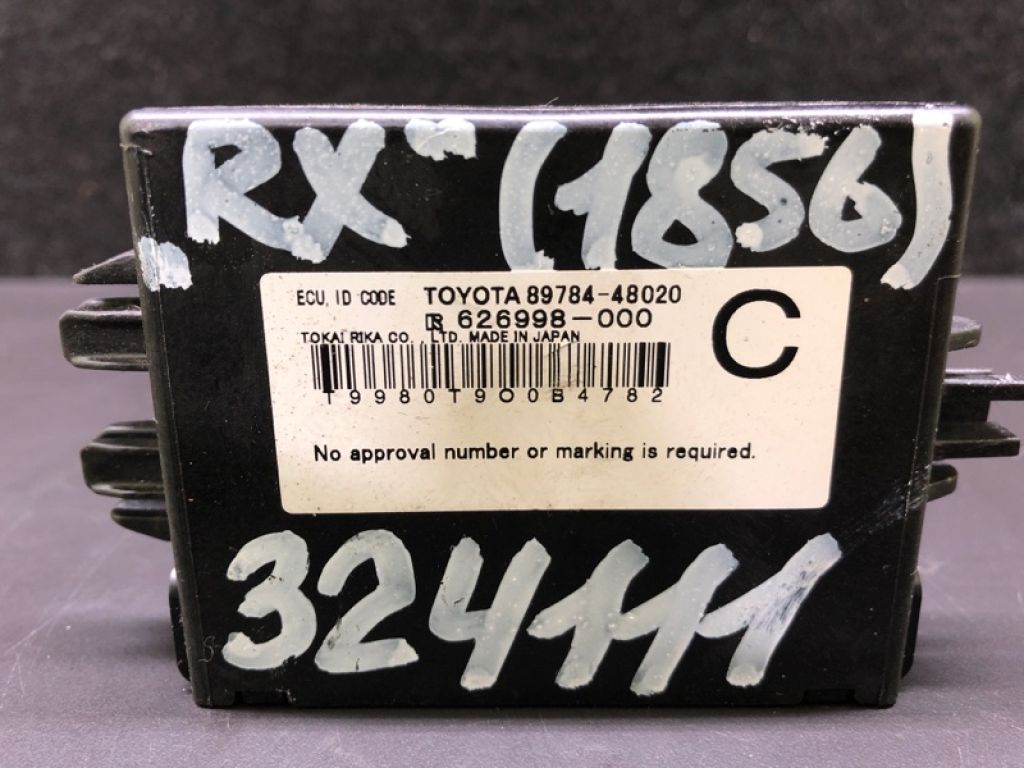 "RX" (1856)
ECU, ID CODE TOYOTA 89784-48020
626998-000
C
TOKAI RIKA CO. LTD. MADE IN JAPAN
T9980T9O0B4782
No approval number or marking is required.
324111